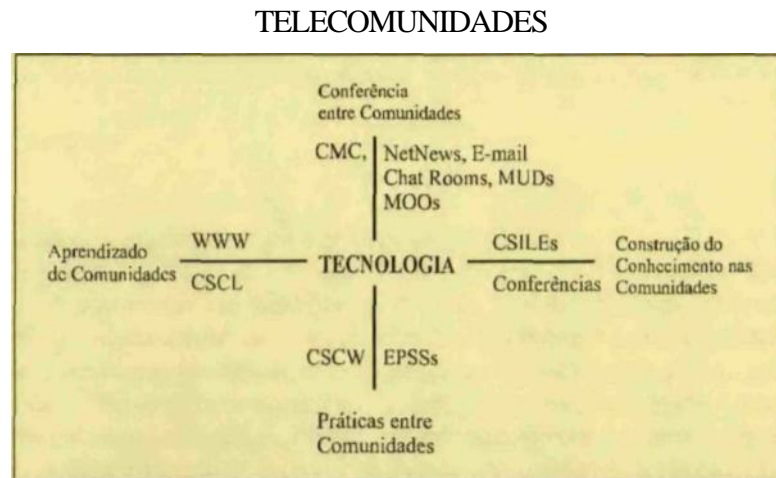 TELECOMUNIDADES
Conferência
entre Comunidades
CMC, NetNews, E-mail
Chat Rooms, MUDs
MOOs
Aprendizado
de Comunidades
WWW
CSCL
TECNOLOGIA
CSILEs
Conferências
Construção do
Conhecimento nas
Comunidades
CSCW EPSSs
Práticas entre
Comunidades